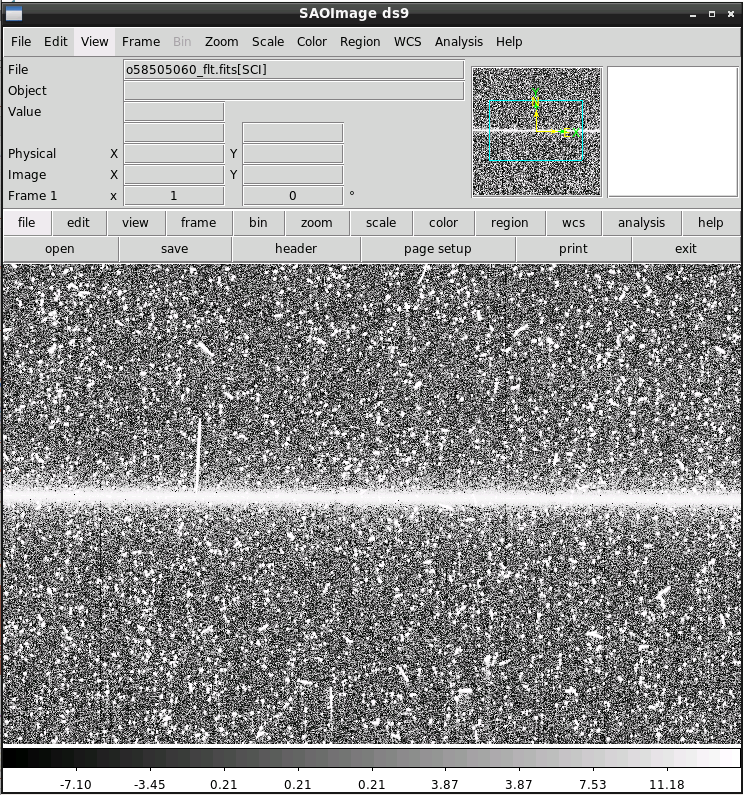 SAOImage ds9
File Edit View Frame Bin Zoom Scale Color Region WCS Analysis Help
File o58505060_flt.fits[SCI]
Object
Value
Physical X Y
Image X Y
Frame 1 x 1 0 °
file edit view frame bin zoom scale color region wcs analysis help
open save header page setup print exit
-7.10 -3.45 0.21 0.21 0.21 3.87 3.87 7.53 11.18